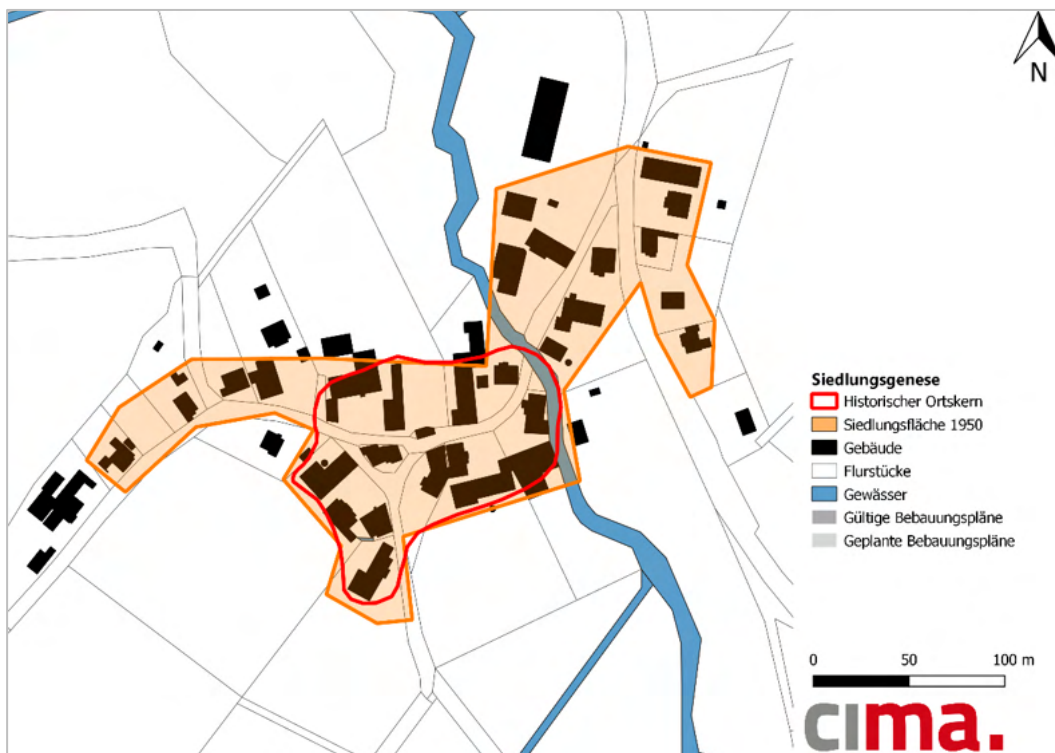 N
Siedlungsgenese
Historischer Ortskern
Siedlungsfläche 1950
Gebäude
Flurstücke
Gewässer
Gültige Bebauungspläne
Geplante Bebauungspläne
0 50 100 m
cima.